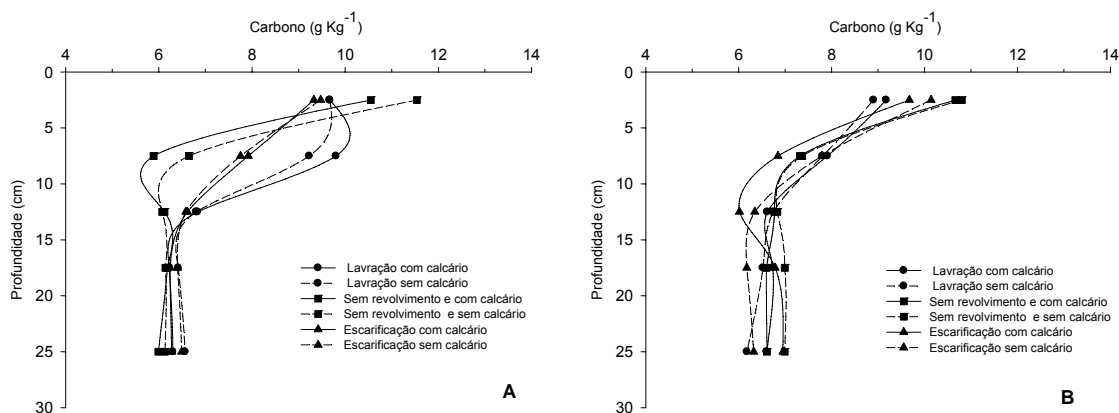 Carbono (g Kg-1)
4 6 8 10 12 14
0
5
10
15
20
25
30
Profundidade (cm)
Lavração com calcário
Lavração sem calcário
Sem revolvimento e com calcário
Sem revolvimento e sem calcário
Escarificação com calcário
Escarificação sem calcário
A
Carbono (g Kg-1)
4 6 7 8 10 12 14
0
5
10
15
20
25
30
Profundidade (cm)
Lavração com calcário
Lavração sem calcário
Sem revolvimento e com calcário
Sem revolvimento e sem calcário
Escarificação com calcário
Escarificação sem calcário
B